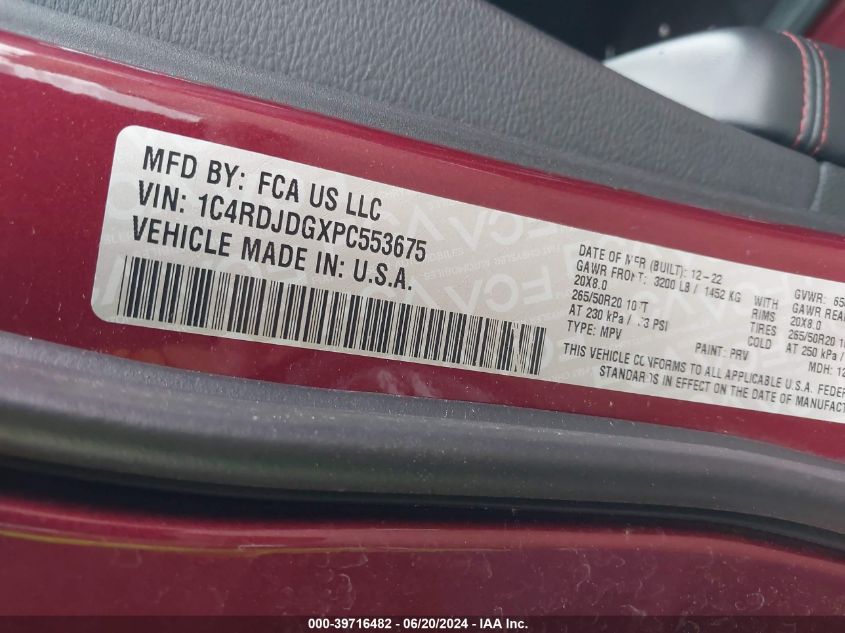 MFD BY: FCA US LLC
VIN: 1C4RDJDGXPC553675
VEHICLE MADE IN: U.S.A.
DATE OF MFR (BUILT): 12-22
GAWR FRONT: 3200 LB / 1452 KG WITH
20X8.0 RIMS
265/50R20 TIRES
AT 230 kPa / PSI COLD
TYPE: MPV PAINT: PRV
GVWR:
GAWR REAR
20X8.0
265/50R20
AT 250 kPa /
MDH:
THIS VEHICLE CONFORMS TO ALL APPLICABLE U.S.A.
STANDARDS IN EFFECT ON THE DATE OF
000-39716482 - 06/20/2024 - IAA Inc.